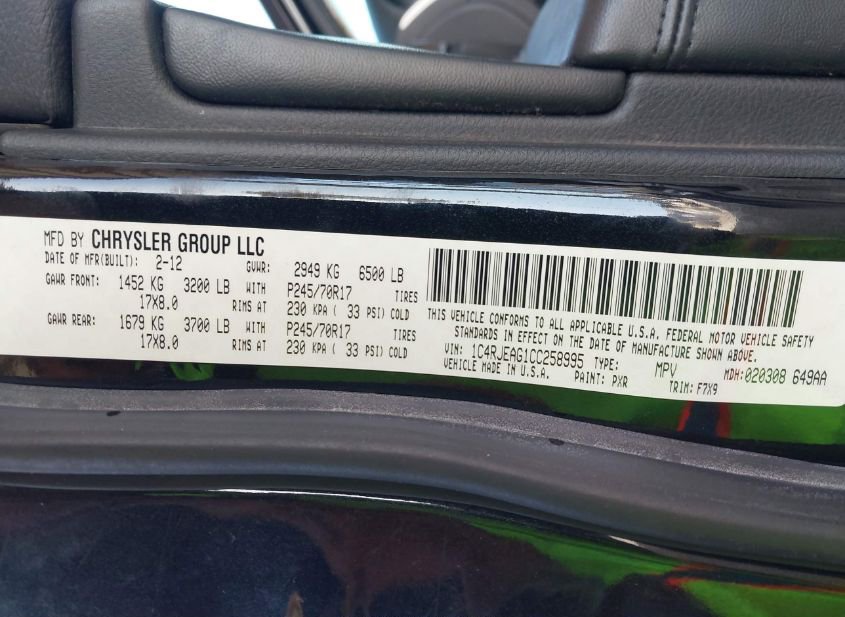 MFD BY CHRYSLER GROUP LLC
DATE OF MFR(BUILT): 2-12 GVWR: 2949 KG 6500 LB
GAWR FRONT: 1452 KG 3200 LB WITH P245/70R17 TIRES
17X8.0 RIMS AT 230 KPA ( 33 PSI) COLD
GAWR REAR: 1679 KG 3700 LB WITH P245/70R17 TIRES
17X8.0 RIMS AT 230 KPA ( 33 PSI) COLD
THIS VEHICLE CONFORMS TO ALL APPLICABLE U.S.A. FEDERAL MOTOR VEHICLE SAFETY
STANDARDS IN EFFECT ON THE DATE OF MANUFACTURE SHOWN ABOVE.
VIN: 1C4RJEAG1CC258995 TYPE: MPV MDH:020308 649AA
VEHICLE MADE IN U.S.A. PAINT: PXR TRIM: F7X9